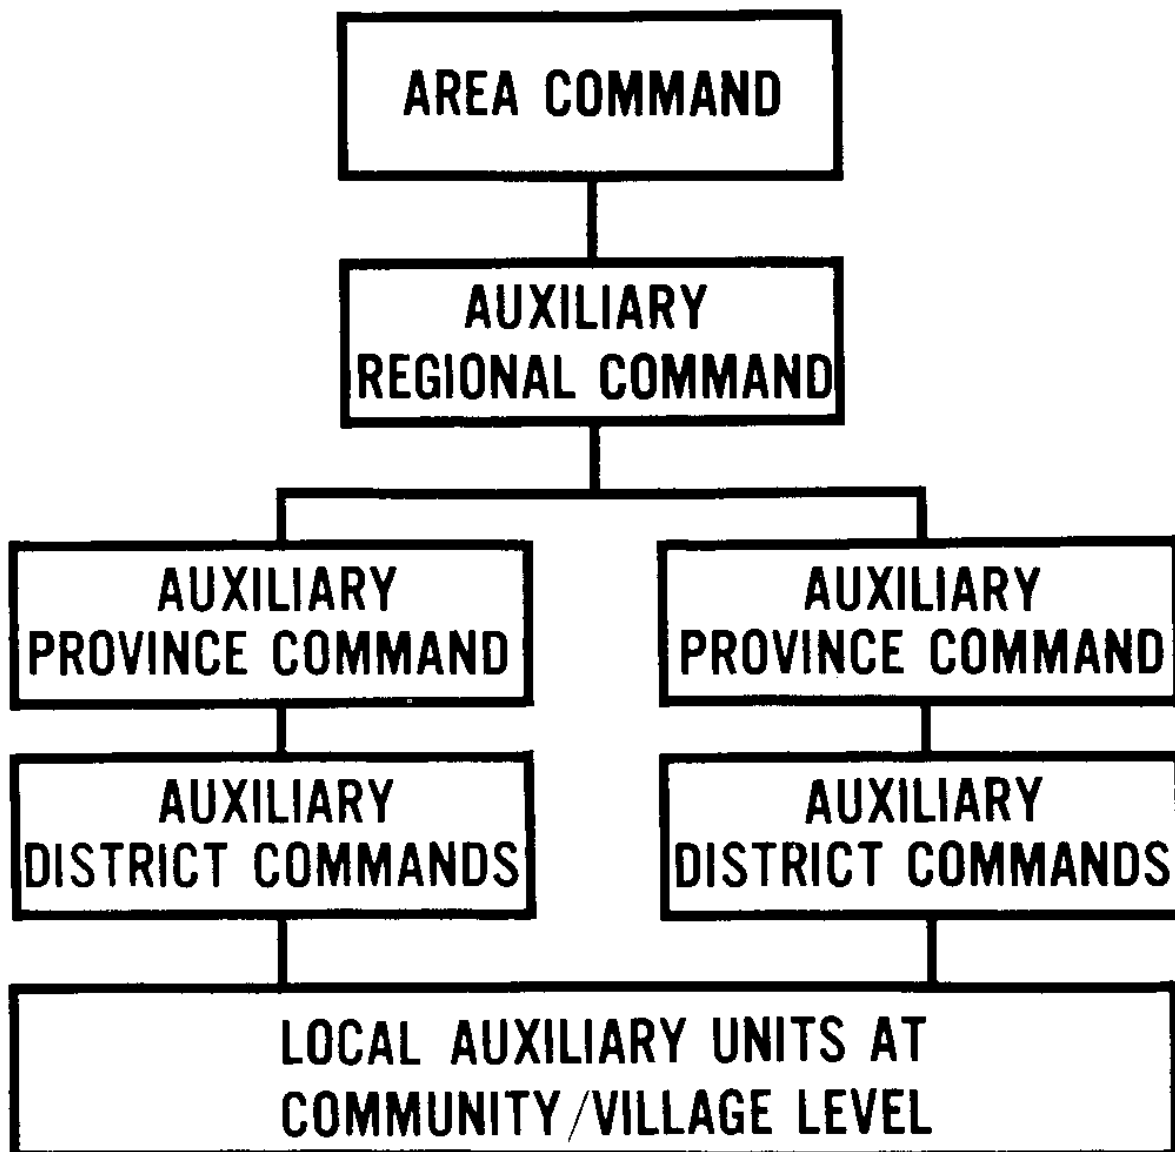 AREA COMMAND
AUXILIARY
REGIONAL COMMAND
AUXILIARY
PROVINCE COMMAND
AUXILIARY
PROVINCE COMMAND
AUXILIARY
DISTRICT COMMANDS
AUXILIARY
DISTRICT COMMANDS
LOCAL AUXILIARY UNITS AT
COMMUNITY/VILLAGE LEVEL